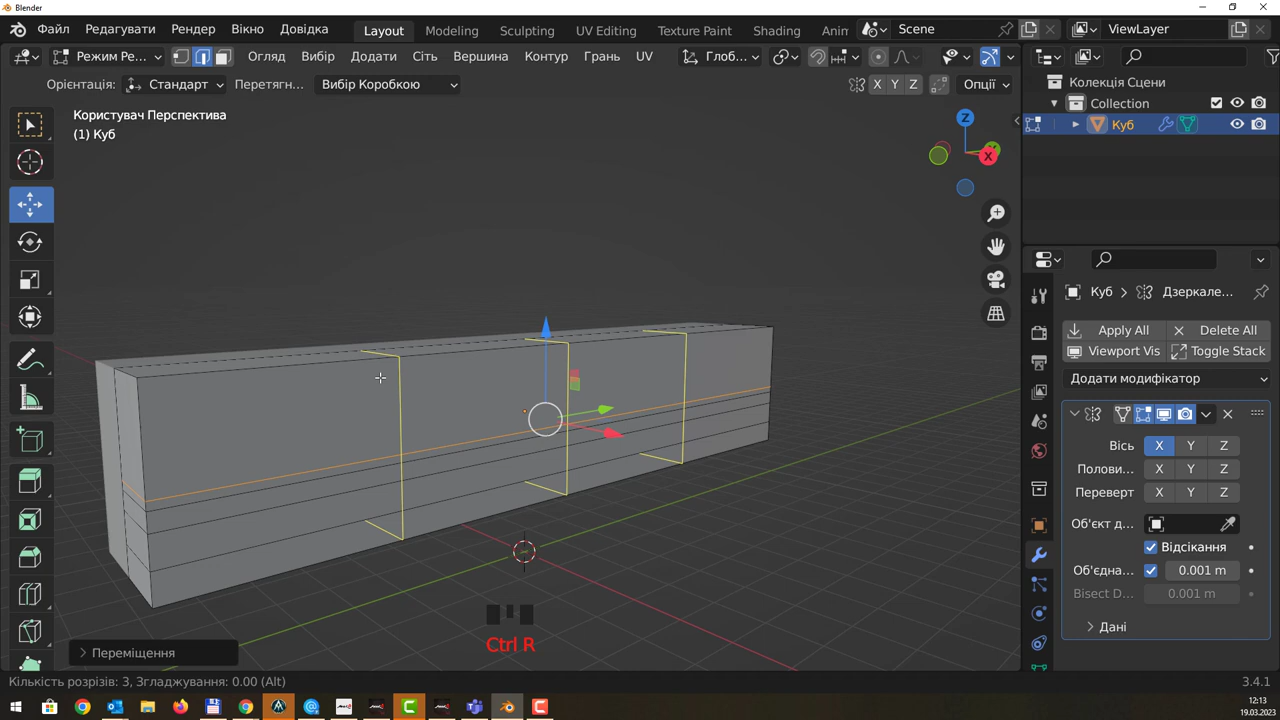 Blender
Файл Редагувати Рендер Вікно Довідка Layout Modeling Sculpting UV Editing Texture Paint Shading Anin Scene ViewLayer
Режим Ре... Огляд Вибір Додати Сіть Вершина Контур Грань UV Глоб...
Орієнтація: Стандарт Перетягн... Вибір Коробкою X Y Z Опції
Колекція Сцени
Collection
Куб
Користувач Перспектива
(1) Куб
Z
X
Куб Дзеркале...
Apply All Delete All
Viewport Vis Toggle Stack
Додати модифікатор
Вісь X Y Z
Полови... X Y Z
Переверт X Y Z
Об'єкт д...
Відсікання
Об'єдна... 0.001 m
Bisect D... 0.001 m
Дані
Ctrl R
Переміщення
Кількість розрізів: 3, Згладжування: 0.00 (Alt) 3.4.1
12:13
19.03.2023